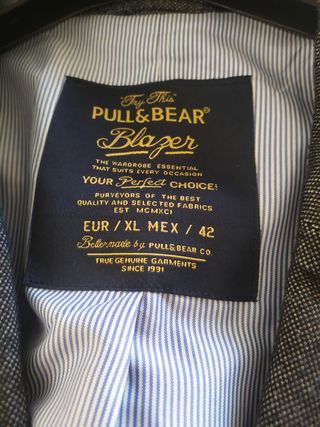 "Try This"
PULL&BEAR®
Blazer
THE WARDROBE ESSENTIAL
THAT SUITS EVERY OCCASION
YOUR Perfect CHOICE!
PURVEYORS OF THE BEST
QUALITY AND SELECTED FABRICS
EST MCMXCI
EUR / XL MEX / 42
Bettermade by PULL&BEAR CO.
TRUE GENUINE GARMENTS
SINCE 1991